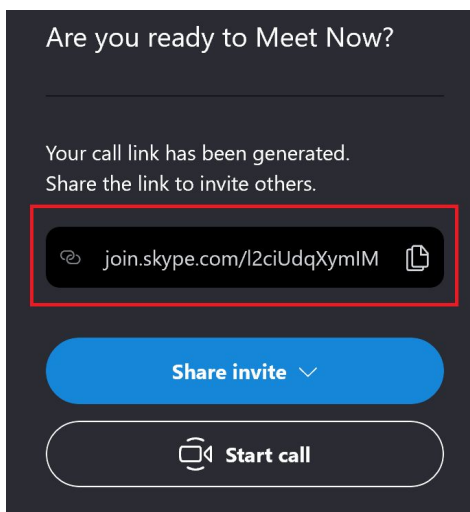 Are you ready to Meet Now?
Your call link has been generated.
Share the link to invite others.
join.skype.com/l2ciUdqXymIM
Share invite
Start call